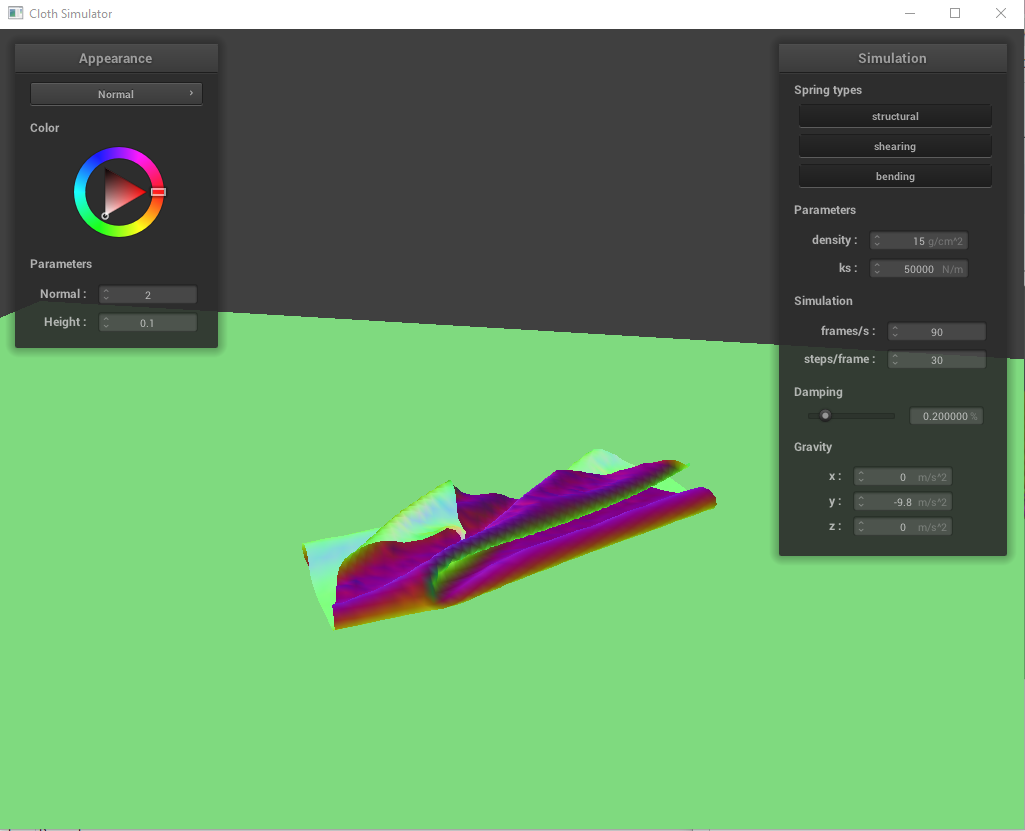 Cloth Simulator
Appearance
Normal
Color
Parameters
Normal : 2
Height : 0.1
Simulation
Spring types
structural
shearing
bending
Parameters
density : 15 g/cm^2
ks : 50000 N/m
Simulation
frames/s : 90
steps/frame : 30
Damping
0.200000 %
Gravity
x : 0 m/s^2
y : -9.8 m/s^2
z : 0 m/s^2